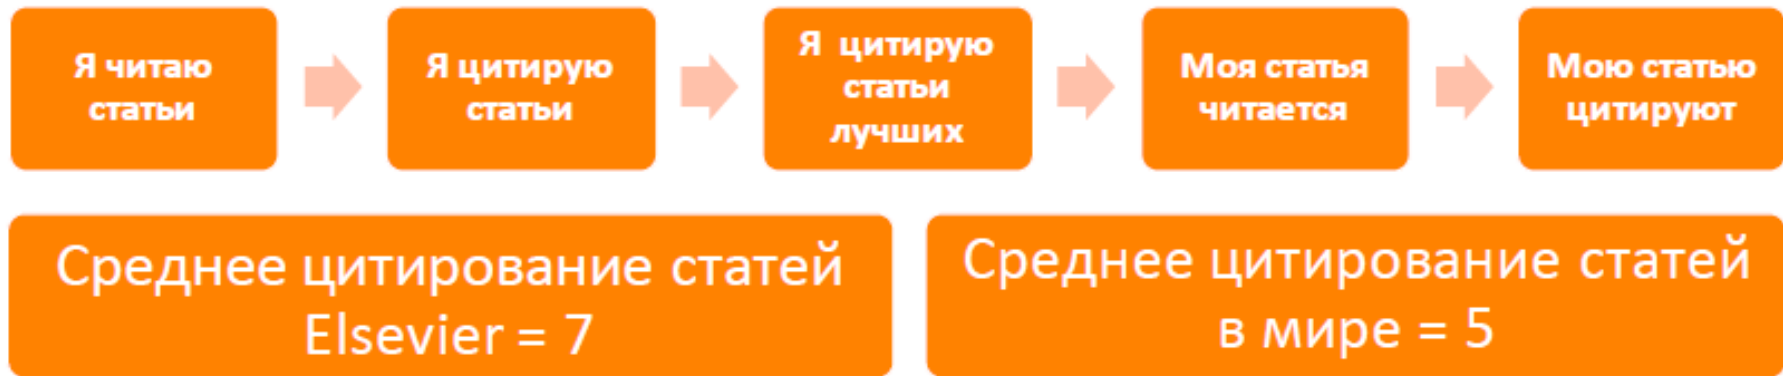 Я читаю
статьи
Я цитирую
статьи
Я цитирую
статьи
лучших
Моя статья
читается
Мою статью
цитируют
Среднее цитирование статей
Elsevier = 7
Среднее цитирование статей
в мире = 5